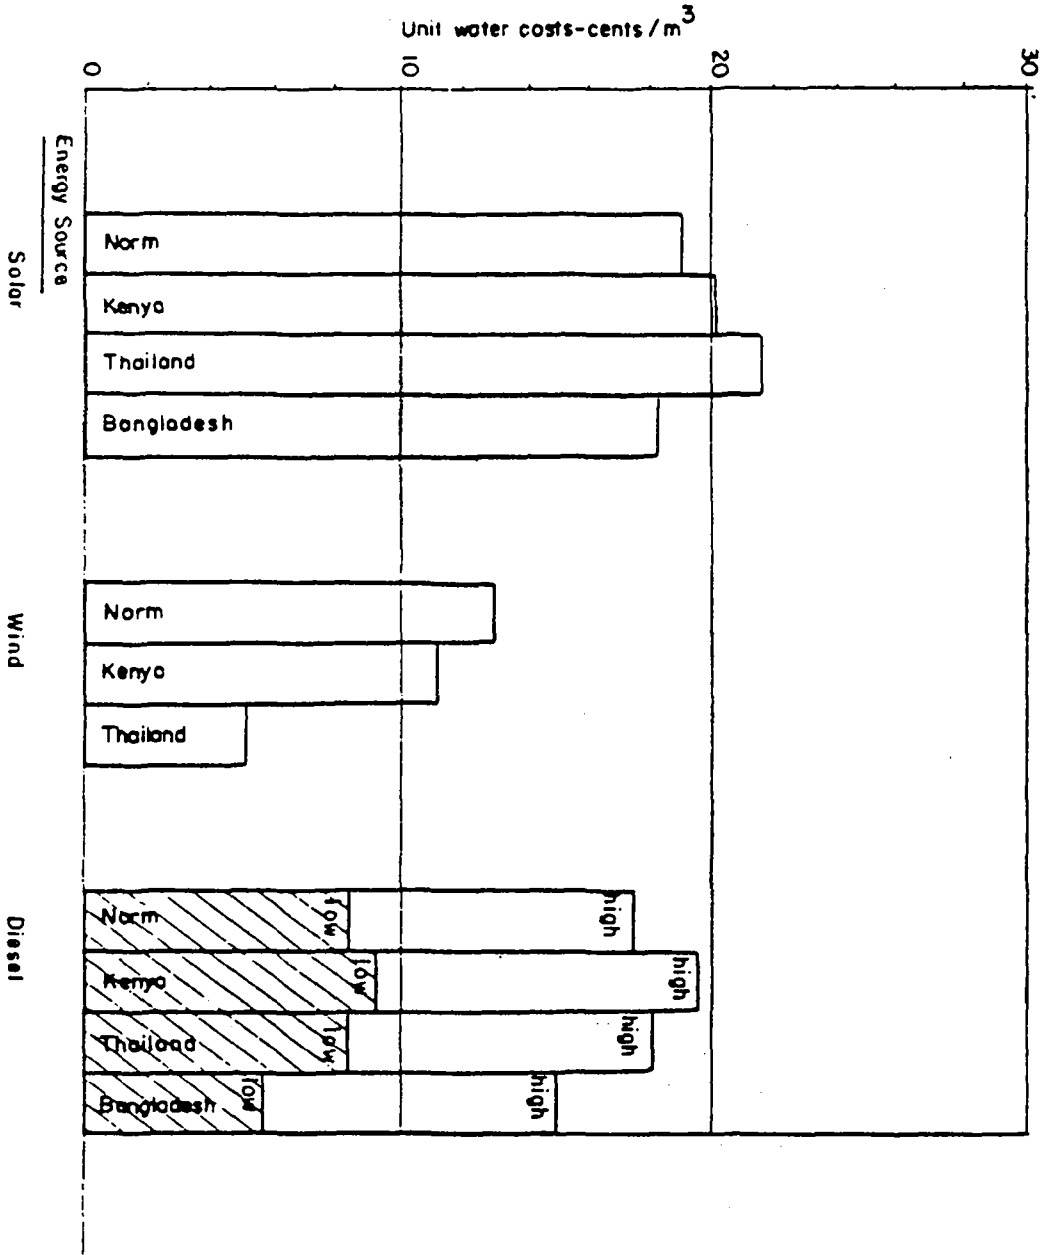 Unit water costs-cents/m³
0 10 20 30
Energy Source
Solar
Norm
Kenya
Thailand
Bangladesh
Wind
Norm
Kenya
Thailand
Diesel
Norm low high
Kenya low high
Thailand low high
Bangladesh low high